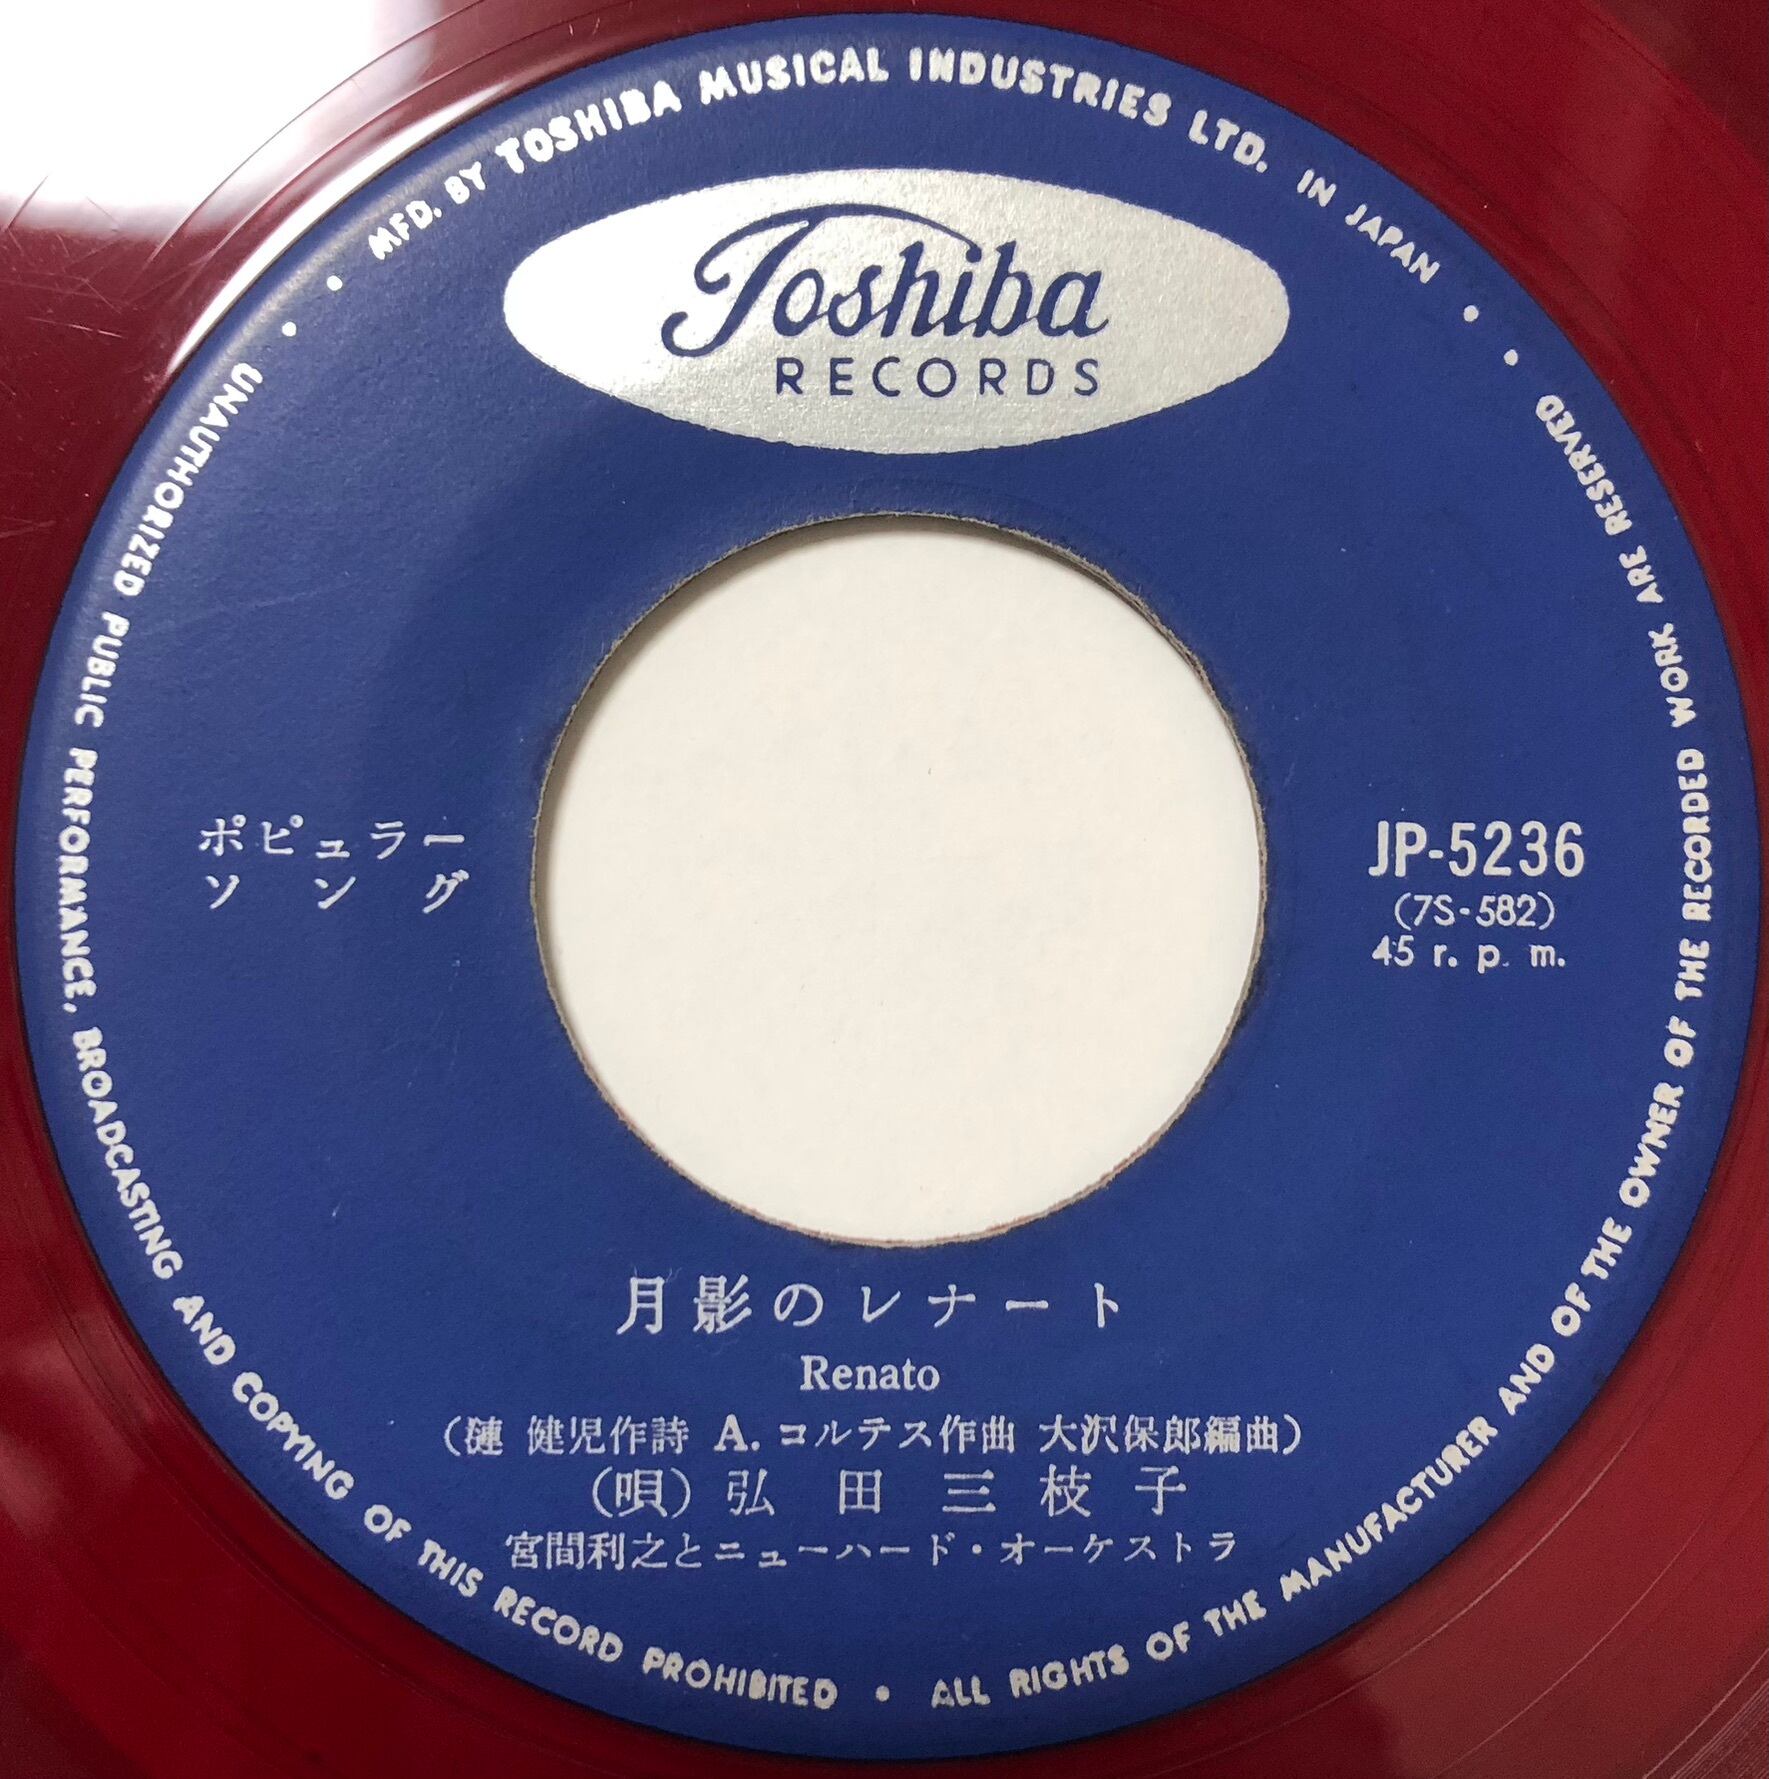 MFD. BY TOSHIBA MUSICAL INDUSTRIES LTD. IN JAPAN
Toshiba
RECORDS
ポピュラー
ソング
JP-5236
(7S-582)
45 r. p. m.
月影のレナート
Renato
(漣 健児作詩 A. コルテス作曲 大沢保郎編曲)
(唄) 弘田三枝子
宮間利之とニューハード・オーケストラ
UNAUTHORIZED PUBLIC PERFORMANCE, BROADCASTING AND COPYING OF THIS RECORD PROHIBITED • ALL RIGHTS OF THE MANUFACTURER AND OF THE OWNER OF THE RECORDED WORK ARE RESERVED